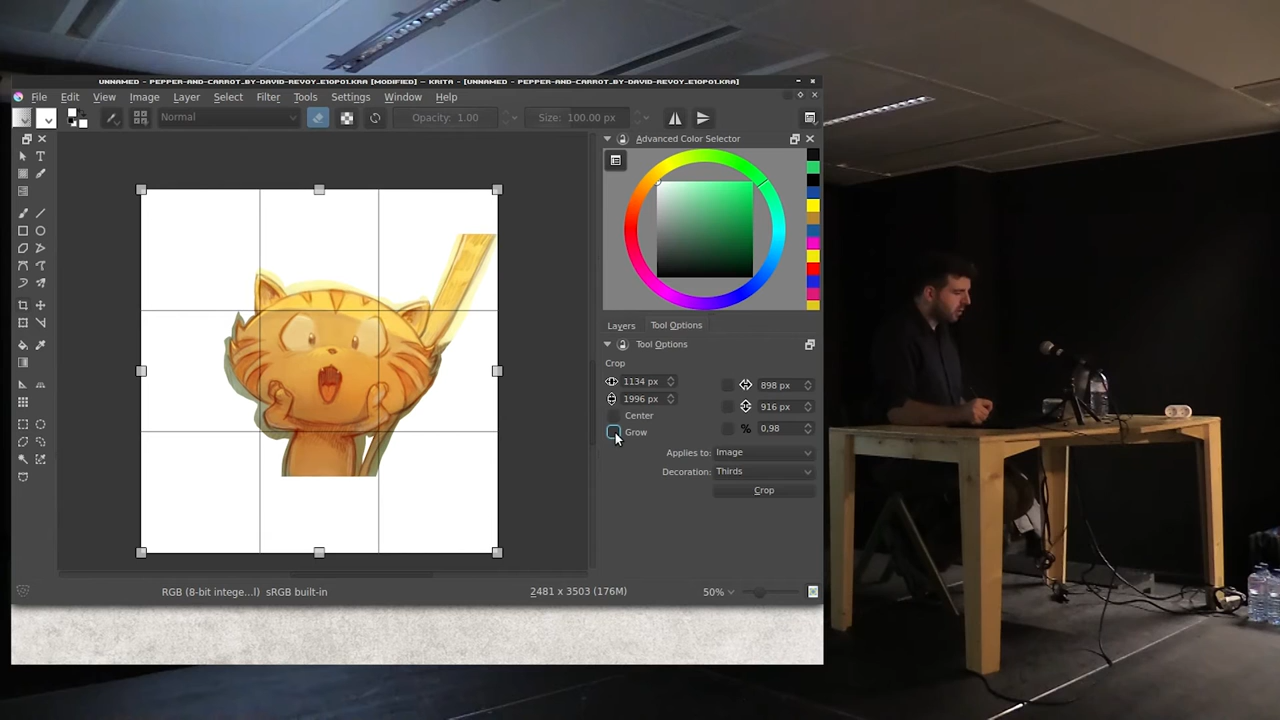 UNNAMED - PEPPER-AND-CARROT_BY-DAVID-REVOY_E10P01.KRA [MODIFIED] - KRITA - [UNNAMED - PEPPER-AND-CARROT_BY-DAVID-REVOY_E10P01.KRA]
File Edit View Image Layer Select Filter Tools Settings Window Help
Normal Opacity: 1.00 Size: 100.00 px
Advanced Color Selector
Layers Tool Options
Tool Options
Crop
1134 px 898 px
1996 px 916 px
Center
Grow % 0,98
Applies to: Image
Decoration: Thirds
Crop
RGB (8-bit intege...l) sRGB built-in 2481 x 3503 (176M) 50%